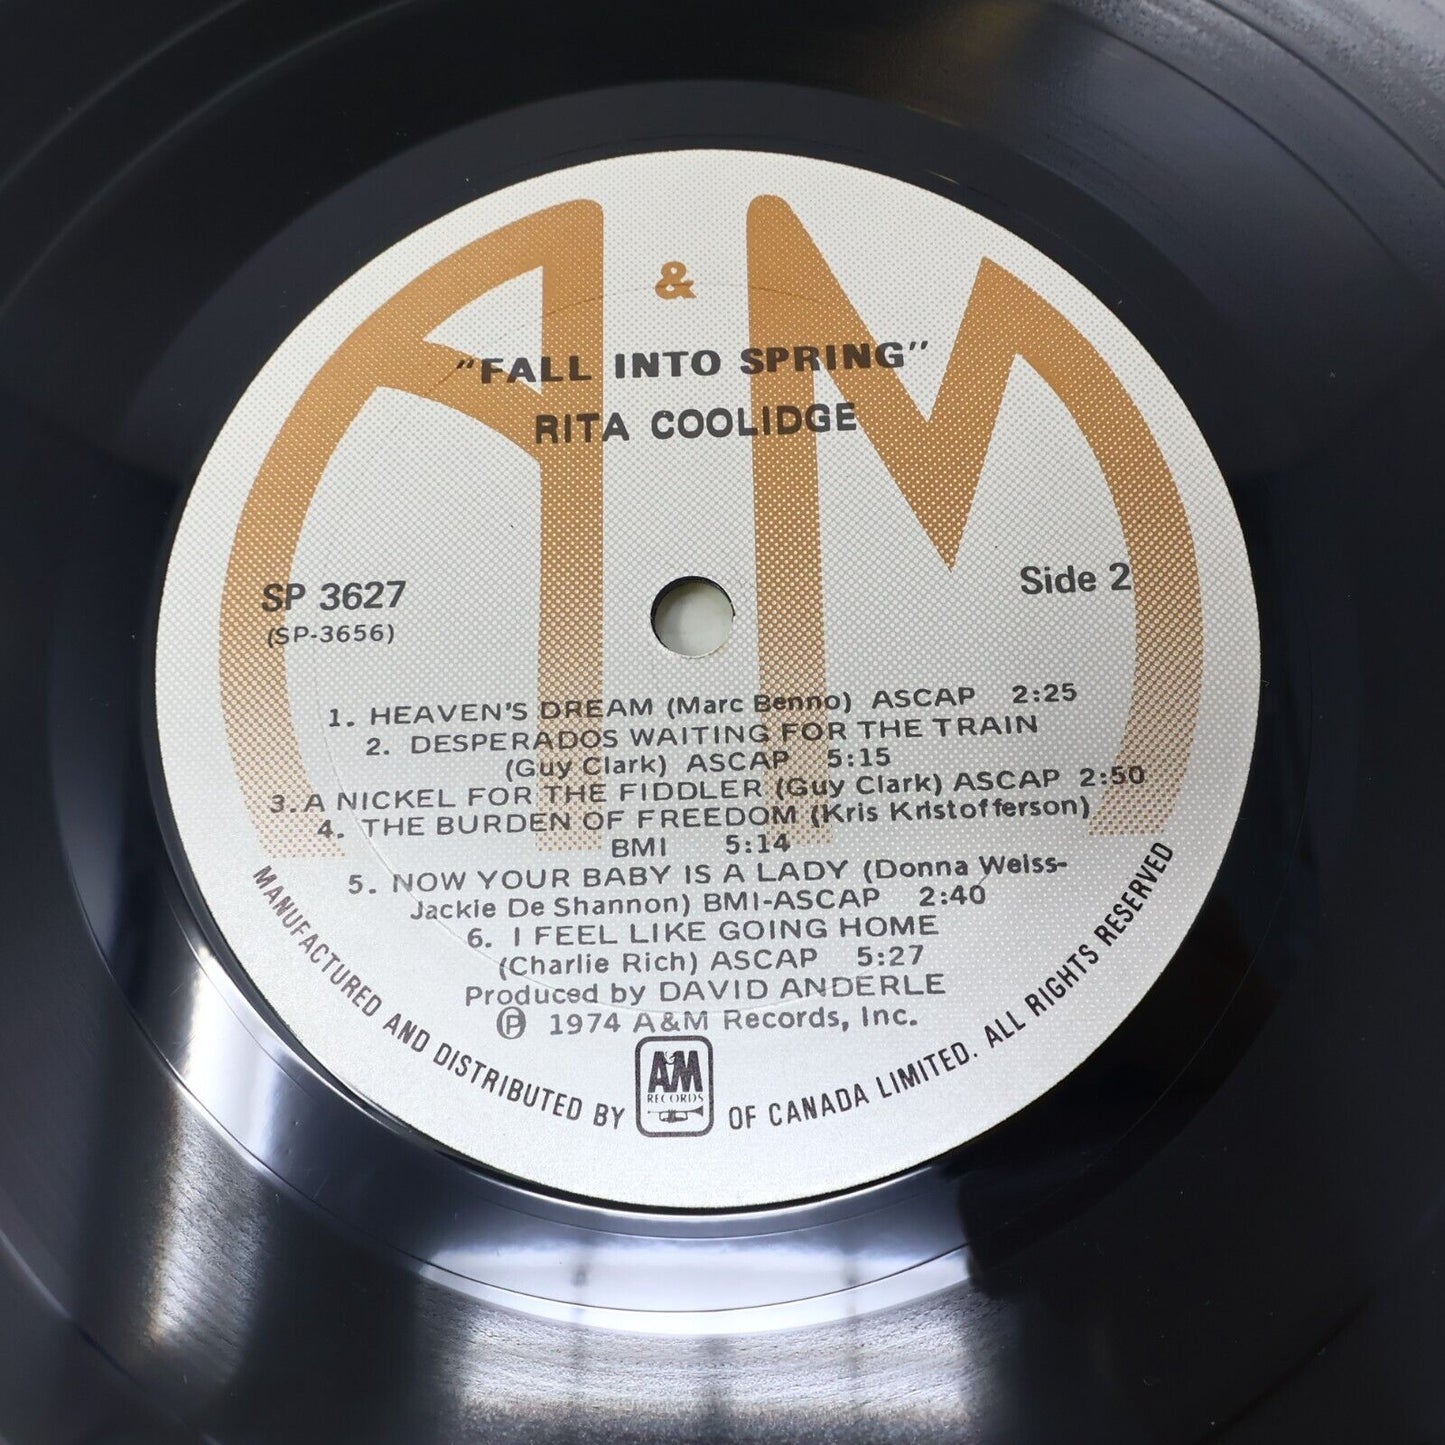 A & M
"FALL INTO SPRING"
RITA COOLIDGE
SP 3627
(SP-3656)
Side 2
1. HEAVEN'S DREAM (Marc Benno) ASCAP 2:25
2. DESPERADOS WAITING FOR THE TRAIN
(Guy Clark) ASCAP 5:15
3. A NICKEL FOR THE FIDDLER (Guy Clark) ASCAP 2:50
4. THE BURDEN OF FREEDOM (Kris Kristofferson)
BMI 5:14
5. NOW YOUR BABY IS A LADY (Donna Weiss-
Jackie De Shannon) BMI-ASCAP 2:40
6. I FEEL LIKE GOING HOME
(Charlie Rich) ASCAP 5:27
Produced by DAVID ANDERLE
Ⓟ 1974 A&M Records, Inc.
MANUFACTURED AND DISTRIBUTED BY A&M RECORDS OF CANADA LIMITED. ALL RIGHTS RESERVED